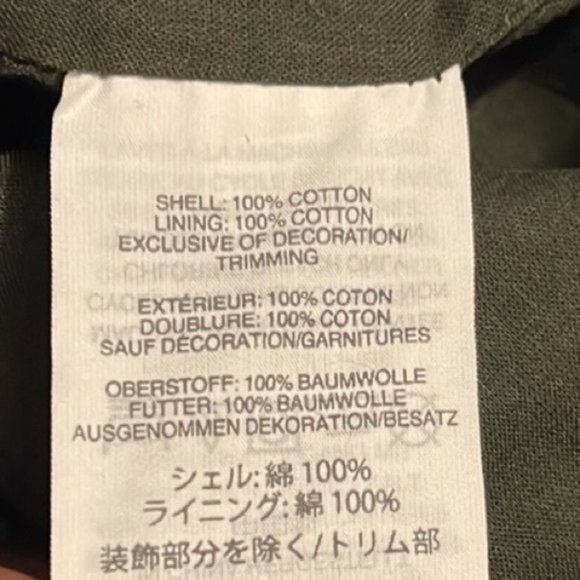 SHELL: 100% COTTON
LINING: 100% COTTON
EXCLUSIVE OF DECORATION/
TRIMMING
EXTÉRIEUR: 100% COTON
DOUBLURE: 100% COTON
SAUF DÉCORATION/GARNITURES
OBERSTOFF: 100% BAUMWOLLE
FUTTER: 100% BAUMWOLLE
AUSGENOMMEN DEKORATION/BESATZ
シェル: 綿 100%
ライニング: 綿 100%
装飾部分を除く/トリム部